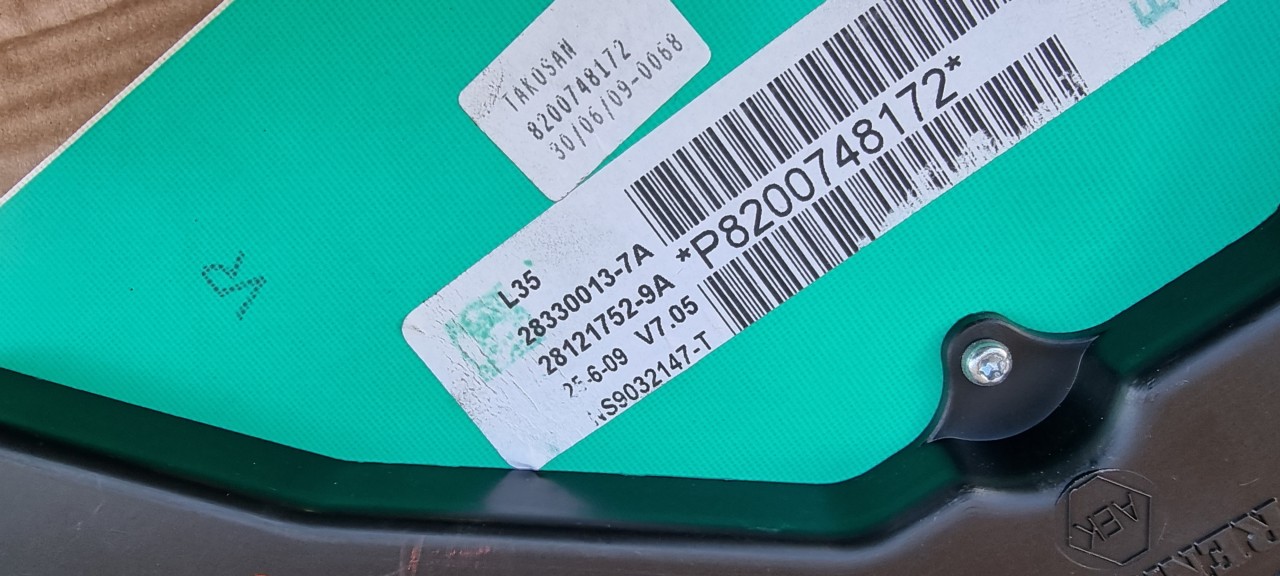 TAKOSAN
8200748172
30/06/09-0068
*P8200748172*
L35
28330013-7A
28121752-9A
25-6-09 V7.05
NS9032147-T
AEK